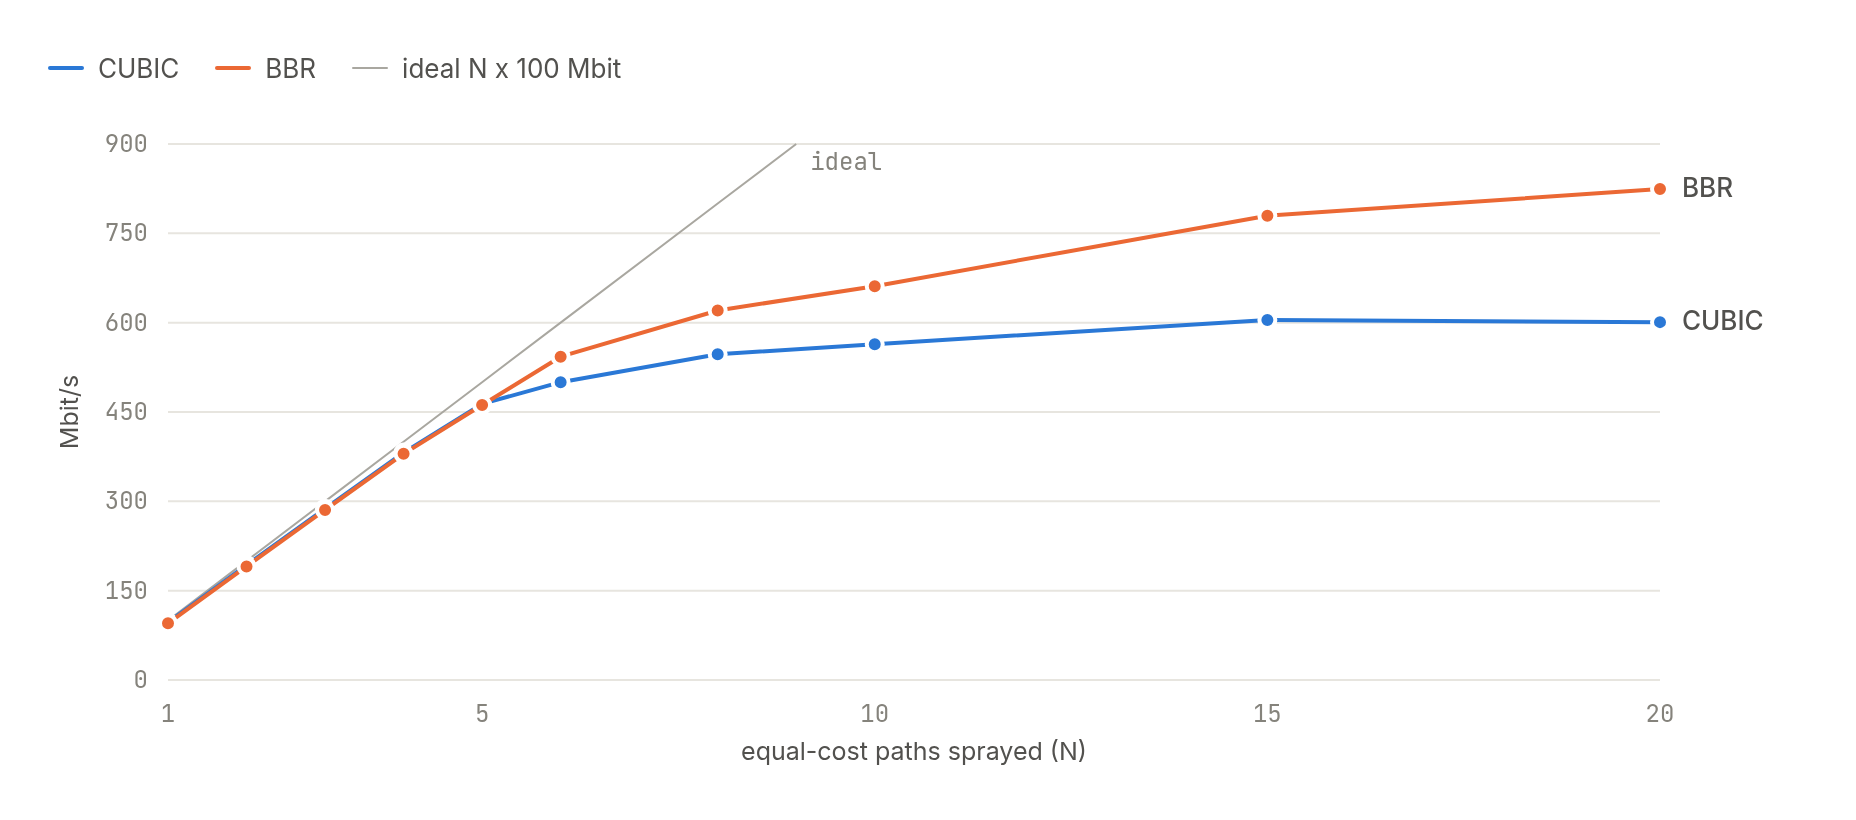 CUBIC BBR ideal N x 100 Mbit
900
ideal
BBR
750
600
CUBIC
Mbit/s
450
300
150
0
1 5 10 15 20
equal-cost paths sprayed (N)